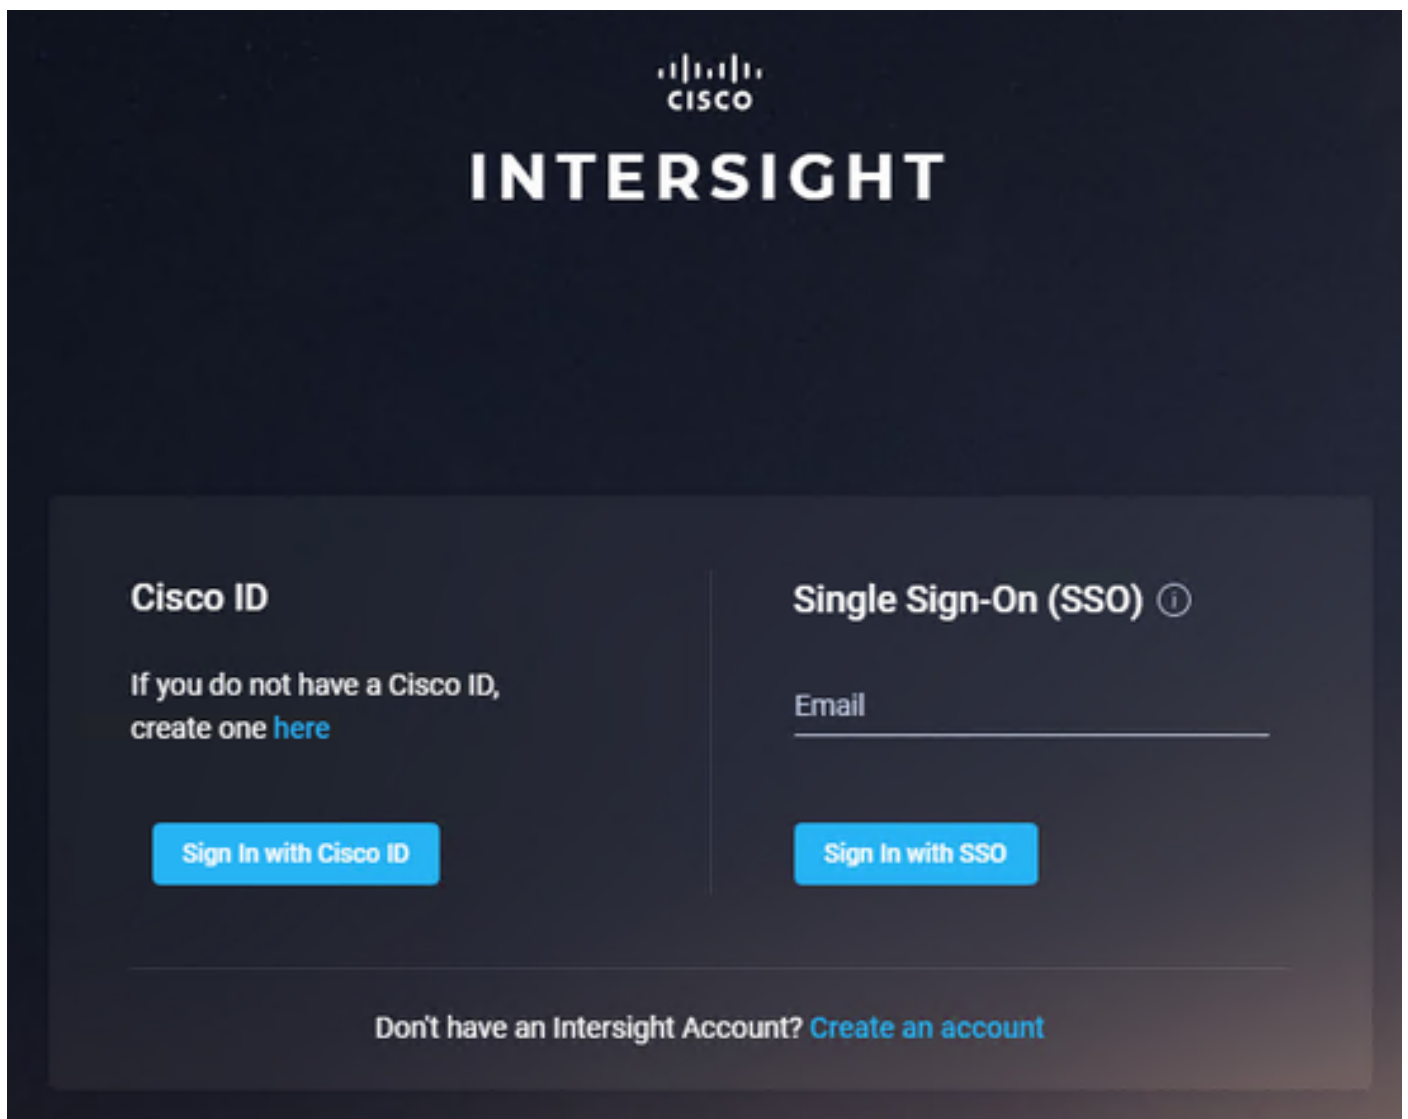 CISCO
INTERSIGHT
Cisco ID
If you do not have a Cisco ID,
create one here
Sign In with Cisco ID
Single Sign-On (SSO)
Email
Sign In with SSO
Don't have an Intersight Account? Create an account